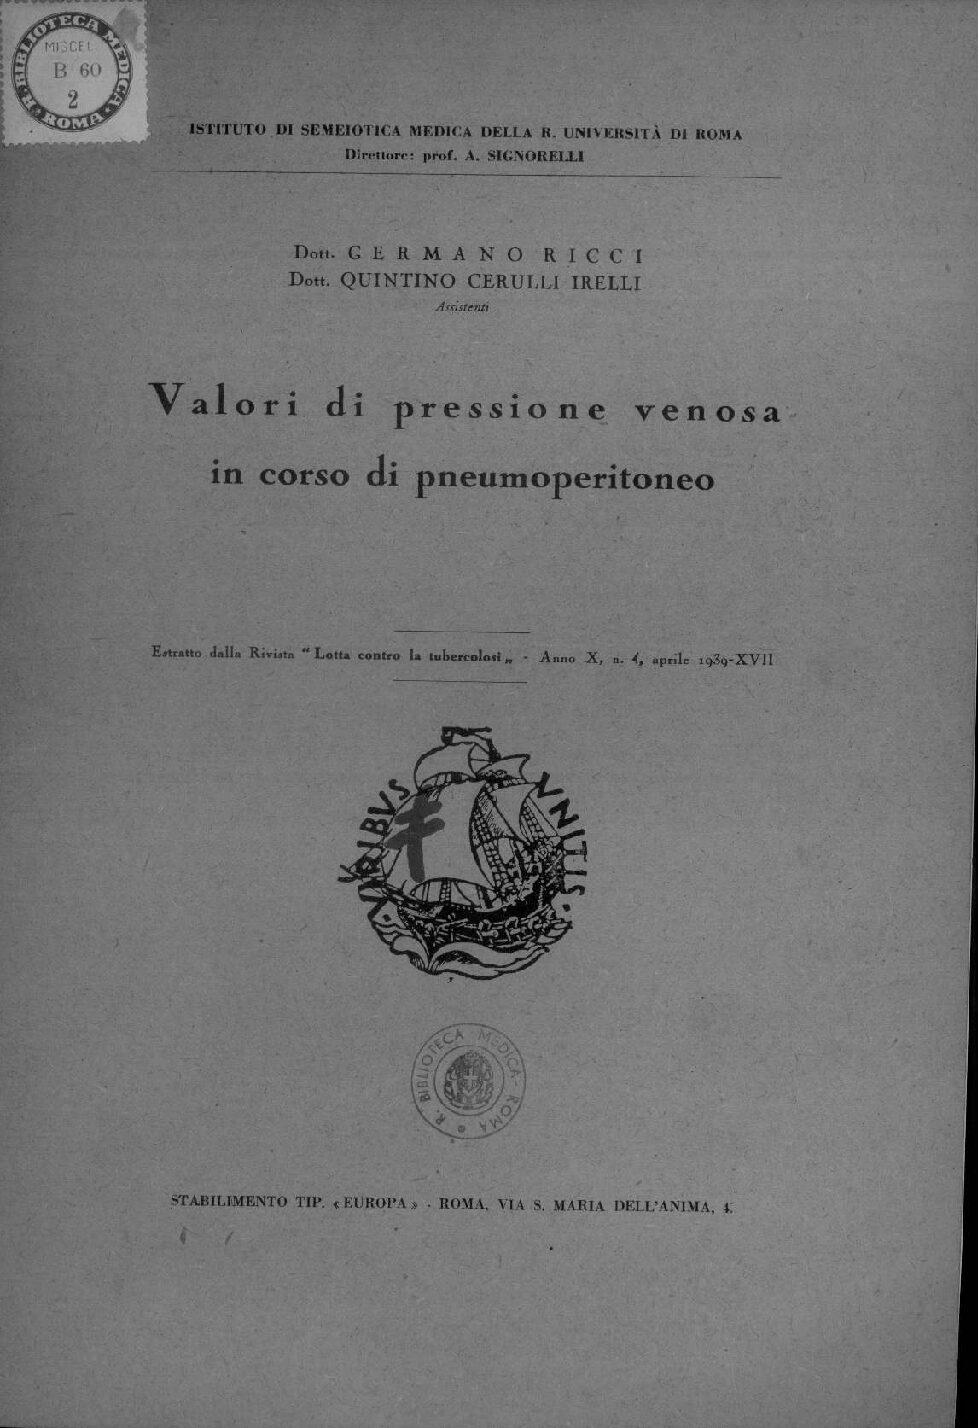 R. BIBLIOTECA MEDICA
ROMA
MISCEL
B 60
2
ISTITUTO DI SEMEIOTICA MEDICA DELLA R. UNIVERSITÀ DI ROMA
Direttore: prof. A. SIGNORELLI
Dott. GERMANO RICCI
Dott. QUINTINO CERULLI IRELLI
Assistenti
Valori di pressione venosa
in corso di pneumoperitoneo
Estratto dalla Rivista “Lotta contro la tubercolosi„ - Anno X, n. 4, aprile 1939-XVII
VIRIBVS VNITIS
R. BIBLIOTECA MEDICA - ROMA
STABILIMENTO TIP. «EUROPA» - ROMA, VIA S. MARIA DELL'ANIMA, 4.